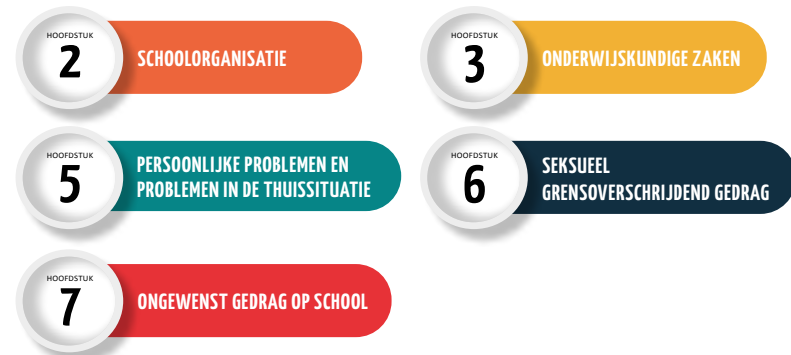 HOOFDSTUK
2
SCHOOLORGANISATIE
HOOFDSTUK
3
ONDERWIJSKUNDIGE ZAKEN
HOOFDSTUK
5
PERSOONLIJKE PROBLEMEN EN
PROBLEMEN IN DE THUISSITUATIE
HOOFDSTUK
6
SEKSUEEL
GRENSOVERSCHRIJDEND GEDRAG
HOOFDSTUK
7
ONGEWENST GEDRAG OP SCHOOL